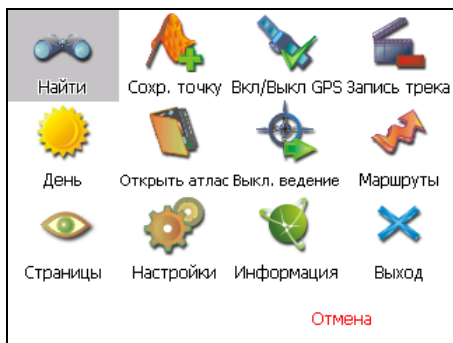 Найти Сохр. точку Вкл/Выкл GPS Запись трека
День Открыть атлас Выкл. ведение Маршруты
Страницы Настройки Информация Выход
Отмена